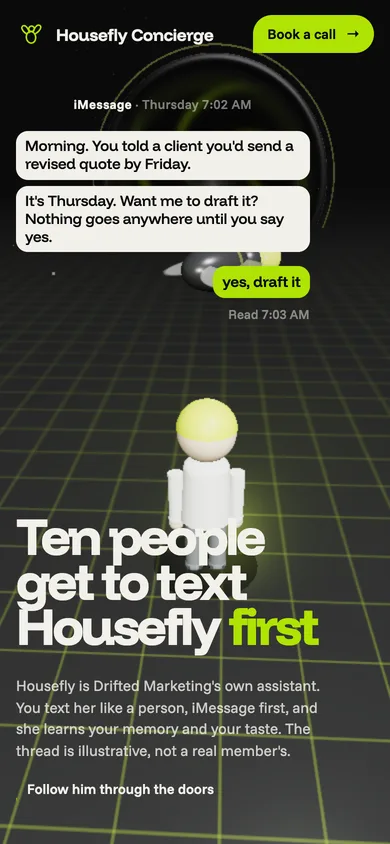 Housefly Concierge
Book a call →
iMessage · Thursday 7:02 AM
Morning. You told a client you'd send a
revised quote by Friday.
It's Thursday. Want me to draft it?
Nothing goes anywhere until you say
yes.
yes, draft it
Read 7:03 AM
Ten people
get to text
Housefly first
Housefly is Drifted Marketing's own assistant.
You text her like a person, iMessage first, and
she learns your memory and your taste. The
thread is illustrative, not a real member's.
Follow him through the doors